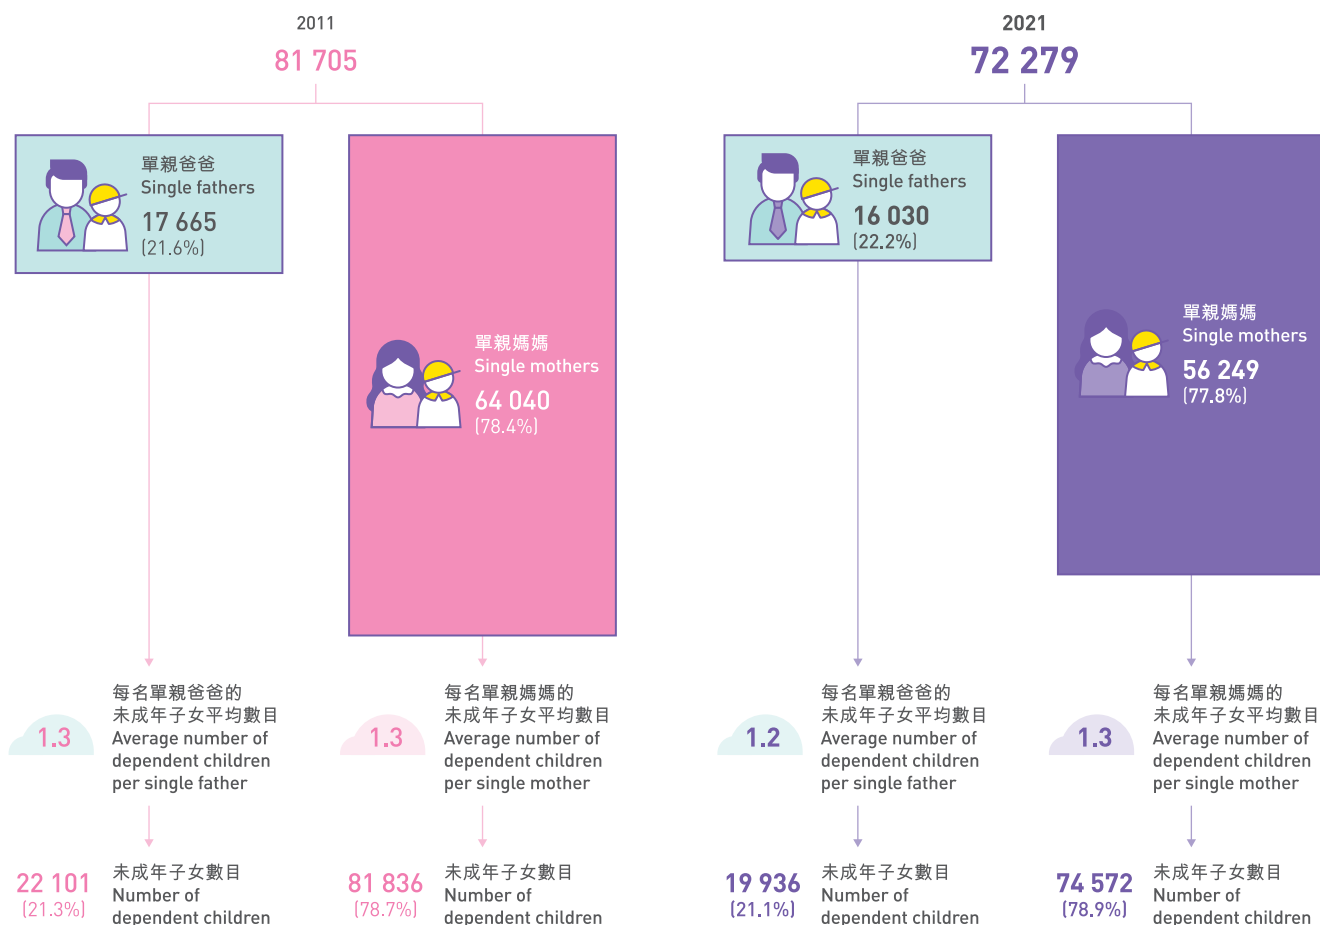 2011
81 705
單親爸爸
Single fathers
17 665
(21.6%)
單親媽媽
Single mothers
64 040
(78.4%)
1.3
每名單親爸爸的
未成年子女平均數目
Average number of
dependent children
per single father
1.3
每名單親媽媽的
未成年子女平均數目
Average number of
dependent children
per single mother
22 101
(21.3%)
未成年子女數目
Number of
dependent children
81 836
(78.7%)
未成年子女數目
Number of
dependent children
2021
72 279
單親爸爸
Single fathers
16 030
(22.2%)
單親媽媽
Single mothers
56 249
(77.8%)
1.2
每名單親爸爸的
未成年子女平均數目
Average number of
dependent children
per single father
1.3
每名單親媽媽的
未成年子女平均數目
Average number of
dependent children
per single mother
19 936
(21.1%)
未成年子女數目
Number of
dependent children
74 572
(78.9%)
未成年子女數目
Number of
dependent children